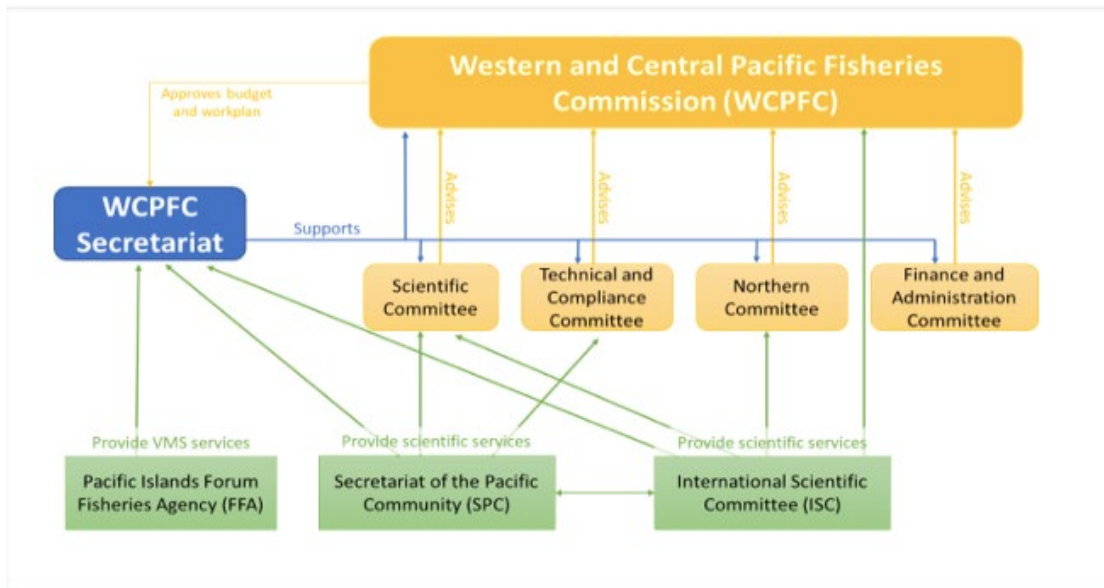 Western and Central Pacific Fisheries
Commission (WCPFC)
Approves budget
and workplan
WCPFC
Secretariat
Supports
Advises
Advises
Advises
Advises
Scientific
Committee
Technical and
Compliance
Committee
Northern
Committee
Finance and
Administration
Committee
Provide VMS services
Provide scientific services
Provide scientific services
Pacific Islands Forum
Fisheries Agency (FFA)
Secretariat of the Pacific
Community (SPC)
International Scientific
Committee (ISC)